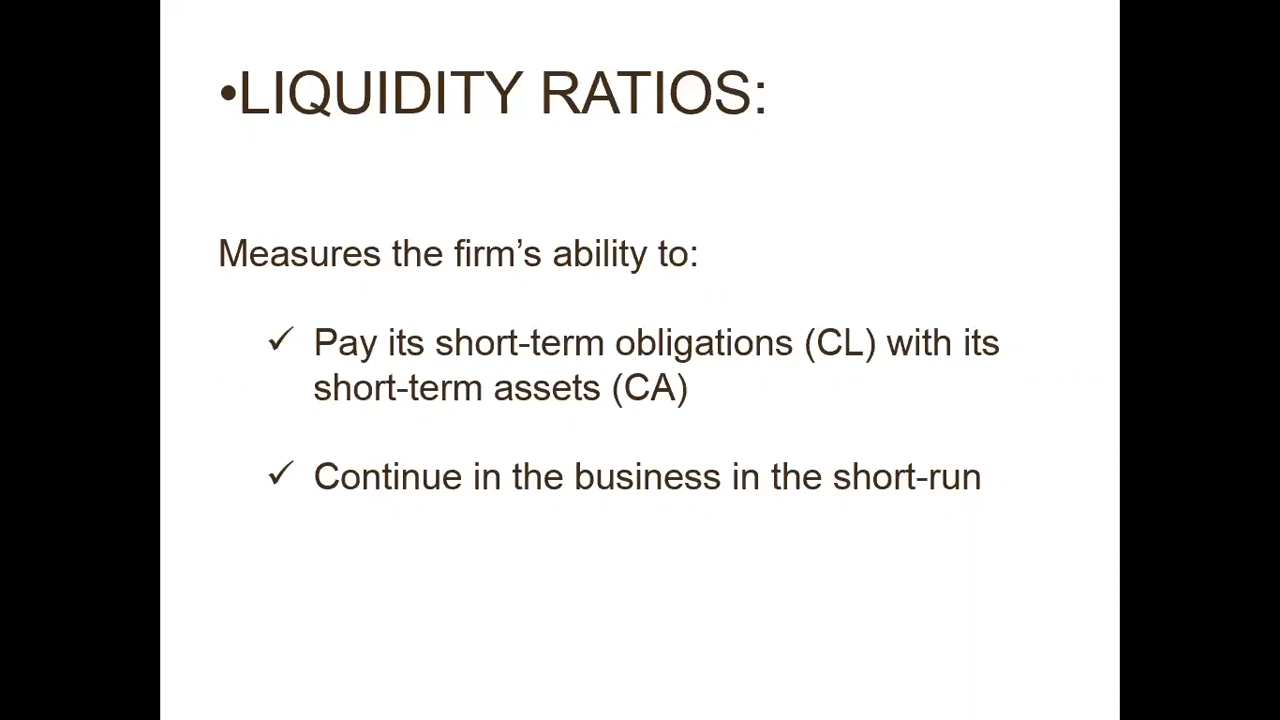 •LIQUIDITY RATIOS:
Measures the firm’s ability to:
✓ Pay its short-term obligations (CL) with its
short-term assets (CA)
✓ Continue in the business in the short-run